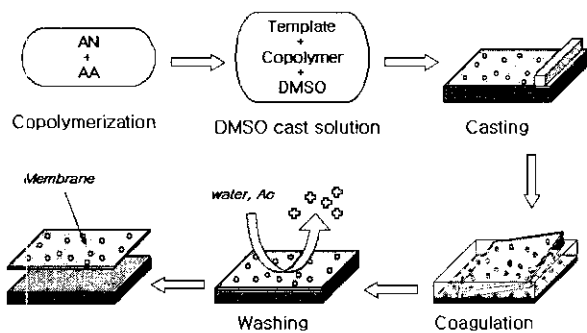 AN
+
AA
Copolymerization
Template
+
Copolymer
+
DMSO
DMSO cast solution
Casting
Membrane
water, Ac
Washing
Coagulation